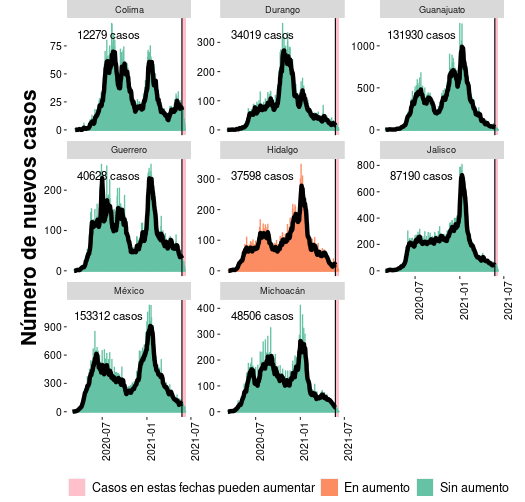 Colima
Durango
Guanajuato
12279 casos
34019 casos
131930 casos
75
50
25
0
300
200
100
0
1000
500
0
Guerrero
Hidalgo
Jalisco
40628 casos
37598 casos
87190 casos
200
100
0
300
200
100
0
800
600
400
200
0
2020-07
2021-01
2021-07
México
Michoacán
153312 casos
48506 casos
900
600
300
0
400
300
200
100
0
2020-07
2021-01
2021-07
2020-07
2021-01
2021-07
Número de nuevos casos
Casos en estas fechas pueden aumentar
En aumento
Sin aumento